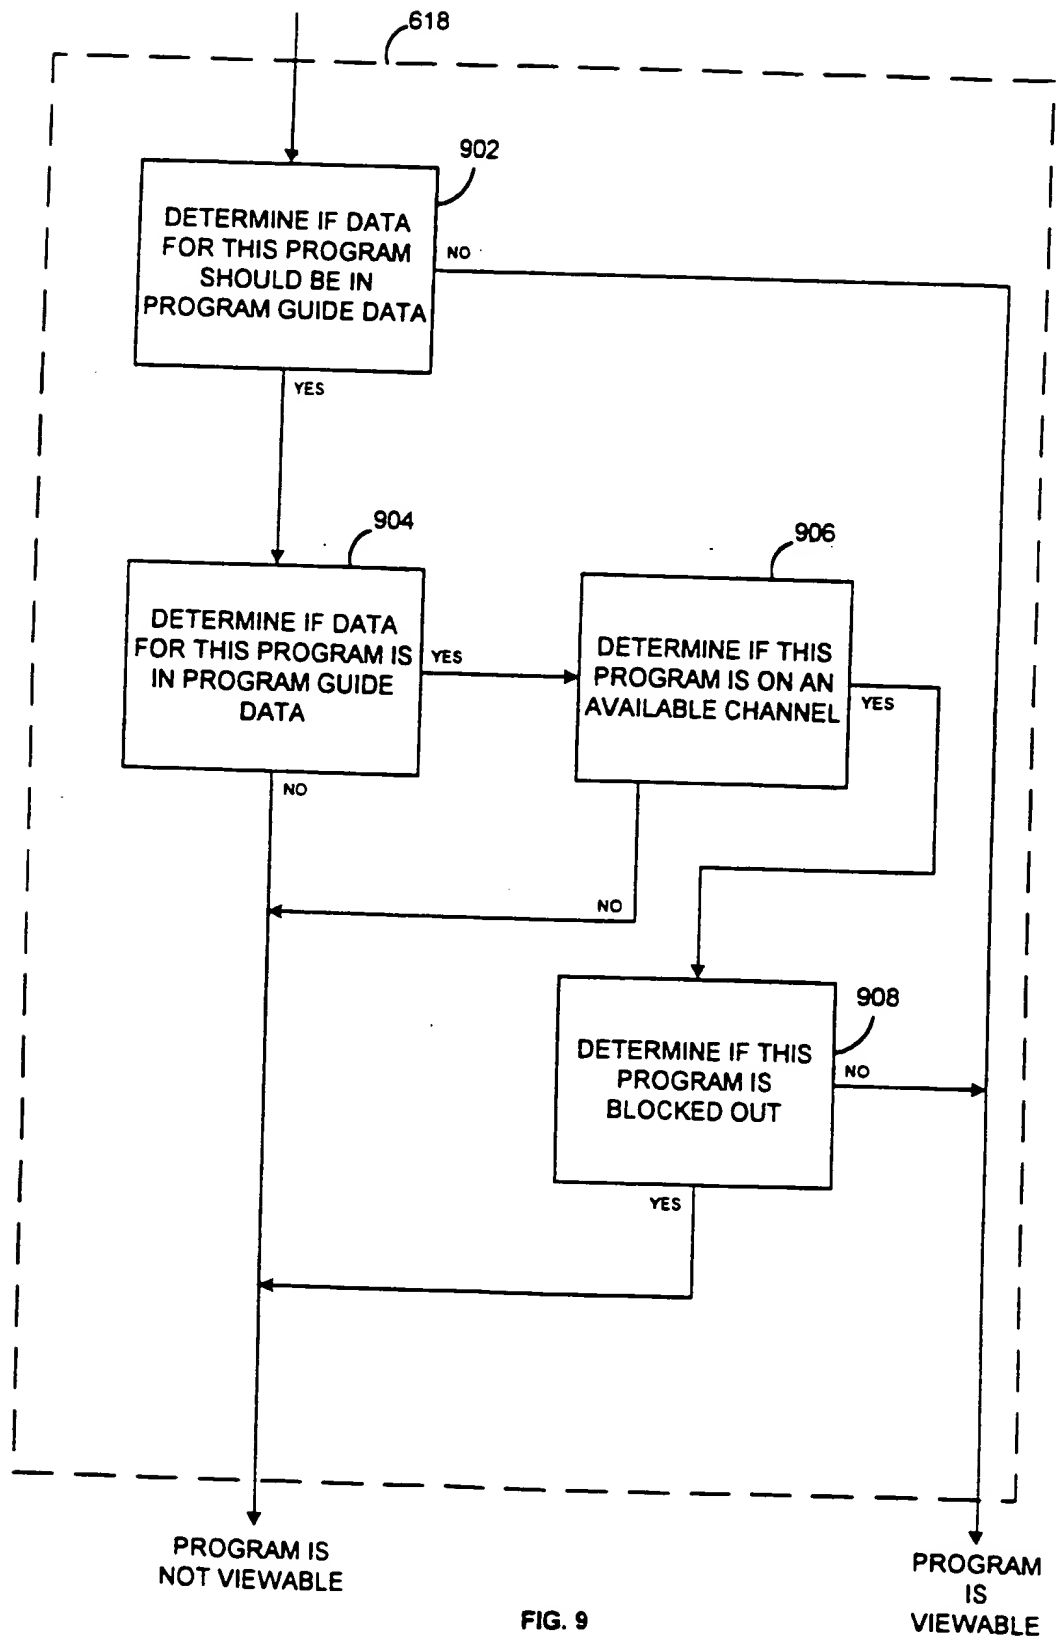 618
902
DETERMINE IF DATA
FOR THIS PROGRAM
SHOULD BE IN
PROGRAM GUIDE DATA
NO
YES
904
DETERMINE IF DATA
FOR THIS PROGRAM IS
IN PROGRAM GUIDE
DATA
YES
NO
906
DETERMINE IF THIS
PROGRAM IS ON AN
AVAILABLE CHANNEL
YES
NO
908
DETERMINE IF THIS
PROGRAM IS
BLOCKED OUT
NO
YES
PROGRAM IS
NOT VIEWABLE
PROGRAM
IS
VIEWABLE
FIG. 9